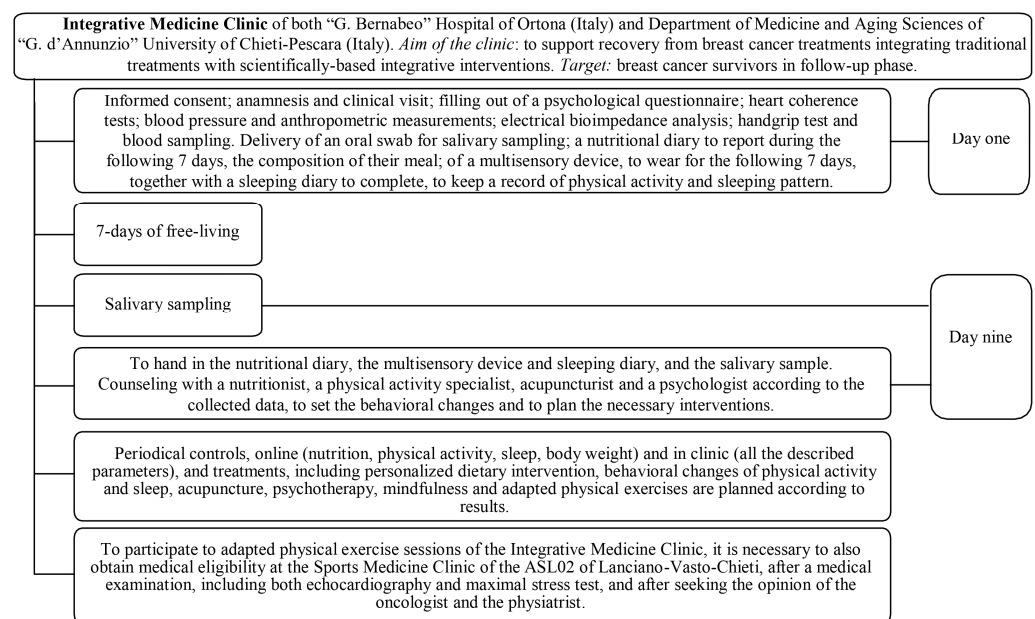 Integrative Medicine Clinic of both “G. Bernabeo” Hospital of Ortona (Italy) and Department of Medicine and Aging Sciences of
“G. d’Annunzio” University of Chieti-Pescara (Italy). Aim of the clinic: to support recovery from breast cancer treatments integrating traditional
treatments with scientifically-based integrative interventions. Target: breast cancer survivors in follow-up phase.
Informed consent; anamnesis and clinical visit; filling out of a psychological questionnaire; heart coherence
tests; blood pressure and anthropometric measurements; electrical bioimpedance analysis; handgrip test and
blood sampling. Delivery of an oral swab for salivary sampling; a nutritional diary to report during the
following 7 days, the composition of their meal; of a multisensory device, to wear for the following 7 days,
together with a sleeping diary to complete, to keep a record of physical activity and sleeping pattern.
Day one
7-days of free-living
Salivary sampling
Day nine
To hand in the nutritional diary, the multisensory device and sleeping diary, and the salivary sample.
Counseling with a nutritionist, a physical activity specialist, acupuncturist and a psychologist according to the
collected data, to set the behavioral changes and to plan the necessary interventions.
Periodical controls, online (nutrition, physical activity, sleep, body weight) and in clinic (all the described
parameters), and treatments, including personalized dietary intervention, behavioral changes of physical activity
and sleep, acupuncture, psychotherapy, mindfulness and adapted physical exercises are planned according to
results.
To participate to adapted physical exercise sessions of the Integrative Medicine Clinic, it is necessary to also
obtain medical eligibility at the Sports Medicine Clinic of the ASL02 of Lanciano-Vasto-Chieti, after a medical
examination, including both echocardiography and maximal stress test, and after seeking the opinion of the
oncologist and the physiatrist.